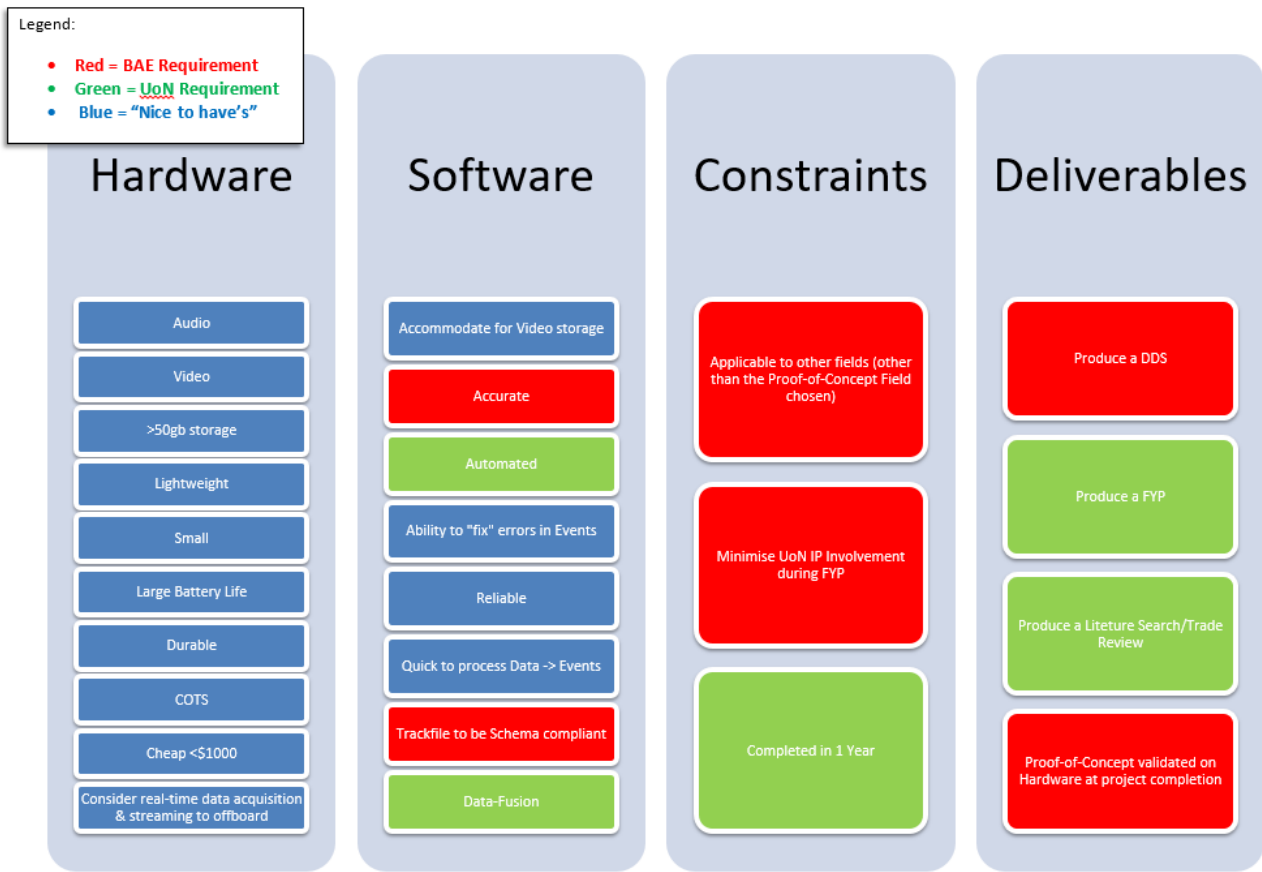 Legend:
• Red = BAE Requirement
• Green = UoN Requirement
• Blue = “Nice to have’s”
Hardware
Audio
Video
>50gb storage
Lightweight
Small
Large Battery Life
Durable
COTS
Cheap <$1000
Consider real-time data acquisition
& streaming to offboard
Software
Accommodate for Video storage
Accurate
Automated
Ability to "fix" errors in Events
Reliable
Quick to process Data -> Events
Trackfile to be Schema compliant
Data-Fusion
Constraints
Applicable to other fields (other
than the Proof-of-Concept Field
chosen)
Minimise UoN IP Involvement
during FYP
Completed in 1 Year
Deliverables
Produce a DDS
Produce a FYP
Produce a Liteture Search/Trade
Review
Proof-of-Concept validated on
Hardware at project completion